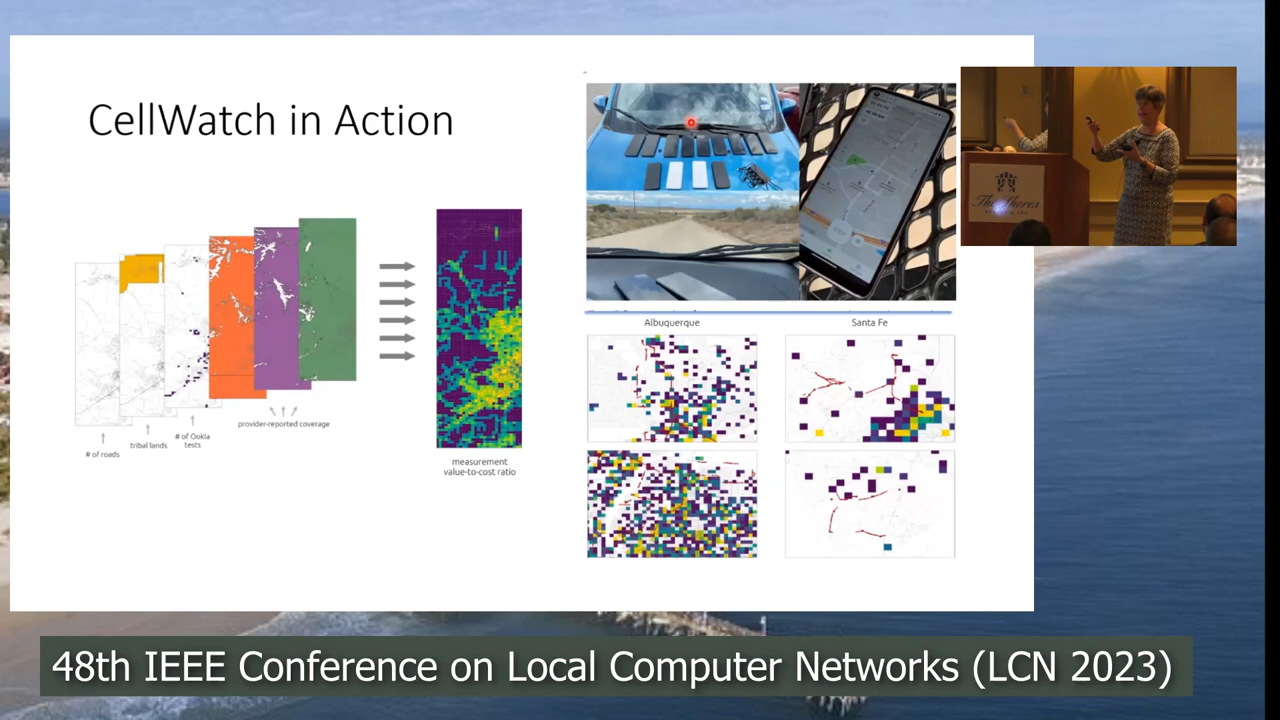 CellWatch in Action
# of roads
tribal lands
# of Ookla
tests
provider-reported coverage
measurement
value-to-cost ratio
Albuquerque
Santa Fe
48th IEEE Conference on Local Computer Networks (LCN 2023)